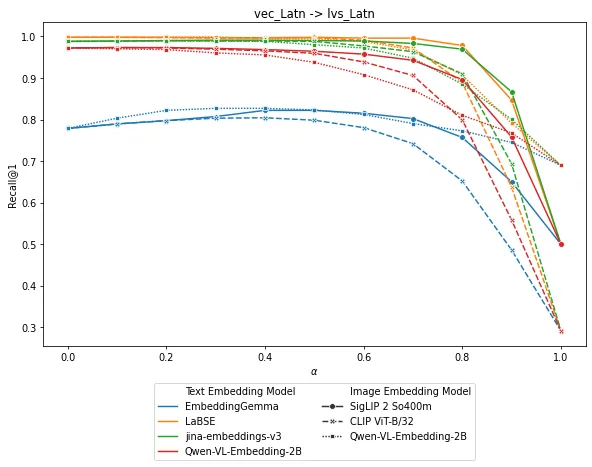 vec_Latn -> lvs_Latn
Recall@1
1.0
0.9
0.8
0.7
0.6
0.5
0.4
0.3
0.0 0.2 0.4 0.6 0.8 1.0
α
Text Embedding Model Image Embedding Model
EmbeddingGemma SigLIP 2 So400m
LaBSE CLIP ViT-B/32
jina-embeddings-v3 Qwen-VL-Embedding-2B
Qwen-VL-Embedding-2B